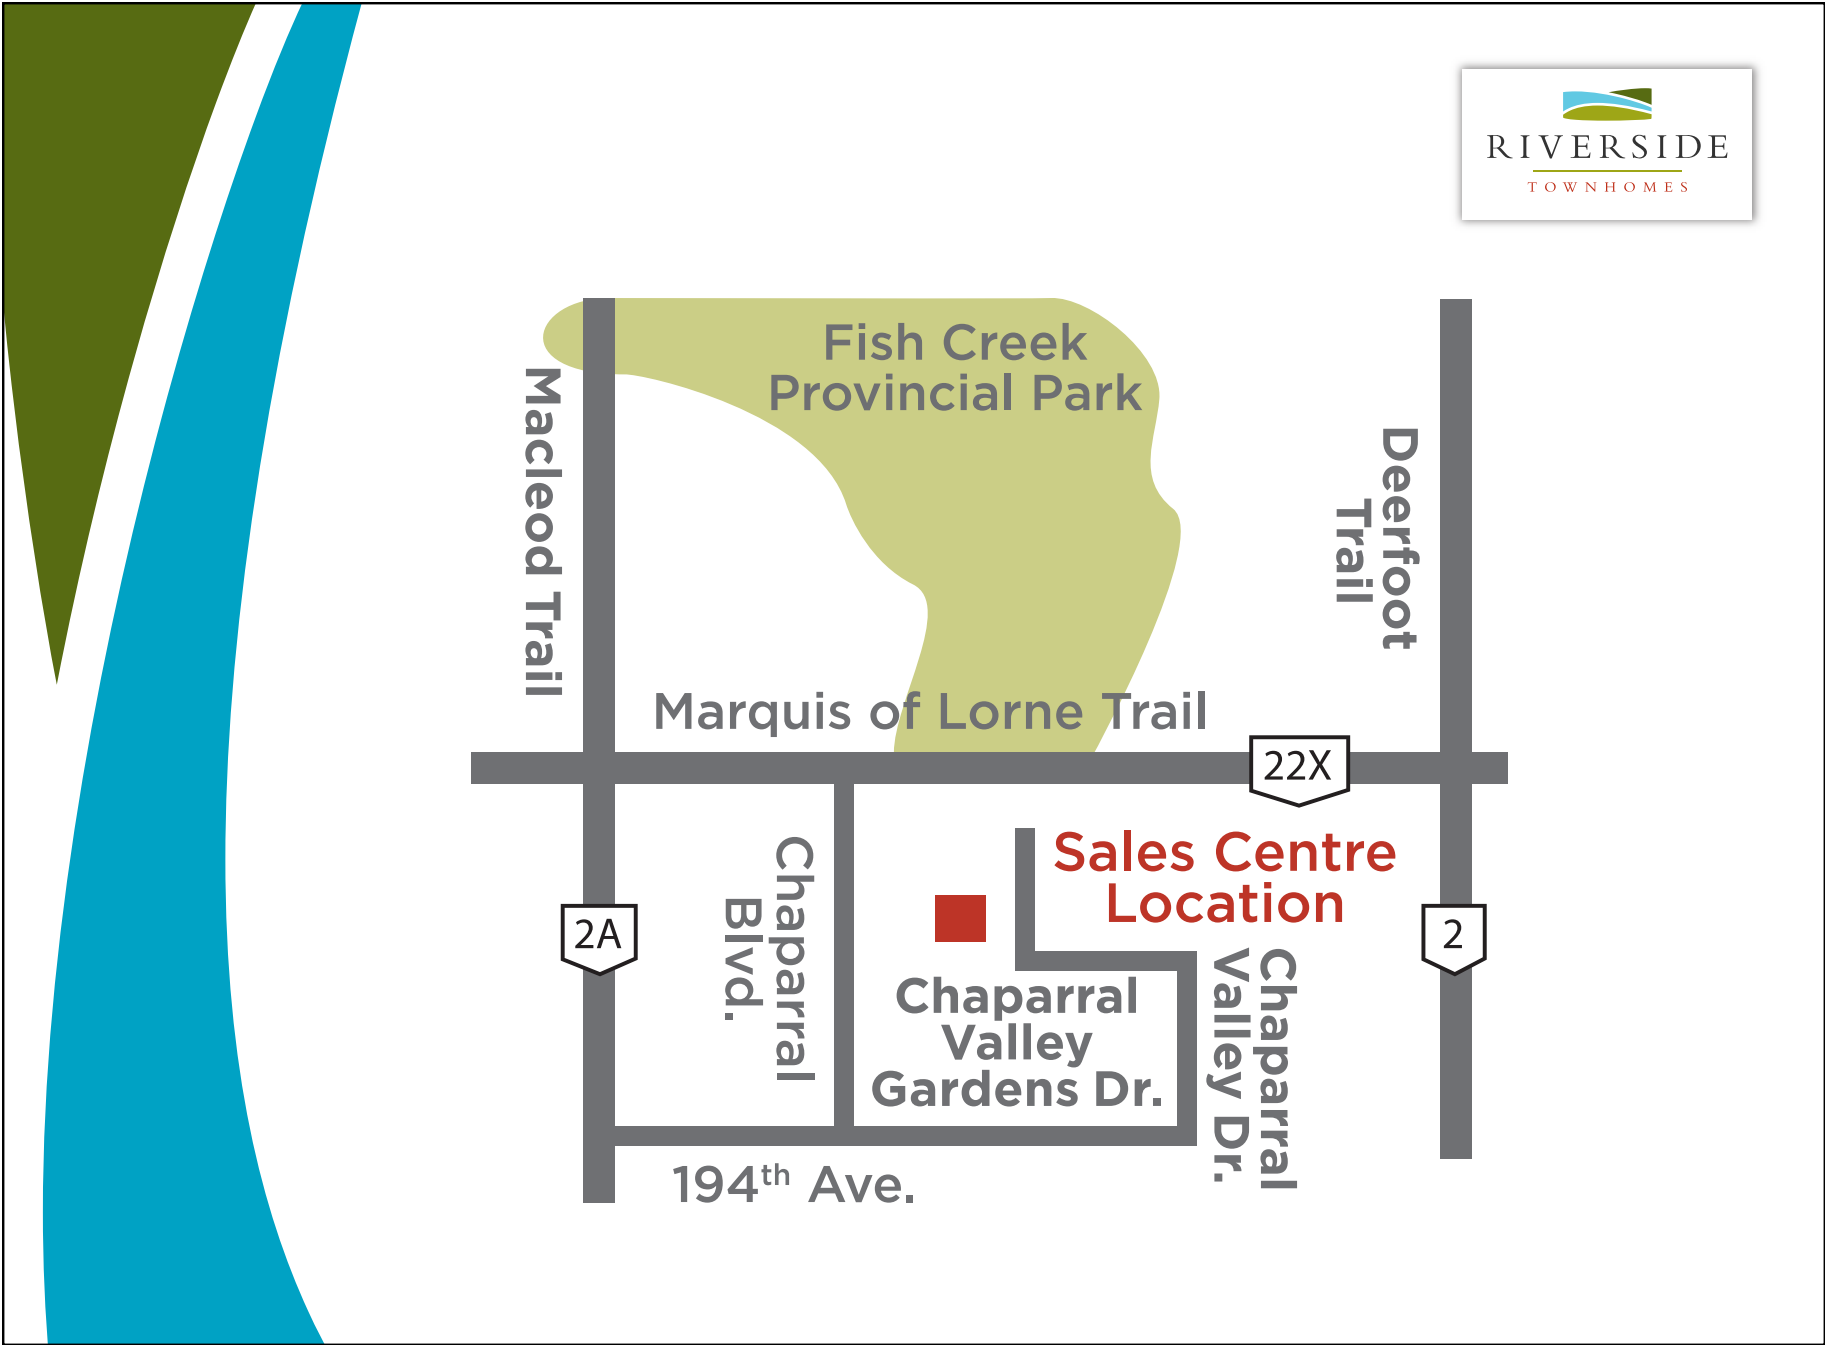 RIVERSIDE
TOWNHOMES
Fish Creek
Provincial Park
Macleod Trail
Deerfoot
Trail
Marquis of Lorne Trail
22X
Sales Centre
Location
Chaparral
Blvd.
2A
2
Chaparral
Valley
Gardens Dr.
Chaparral
Valley Dr.
194th Ave.